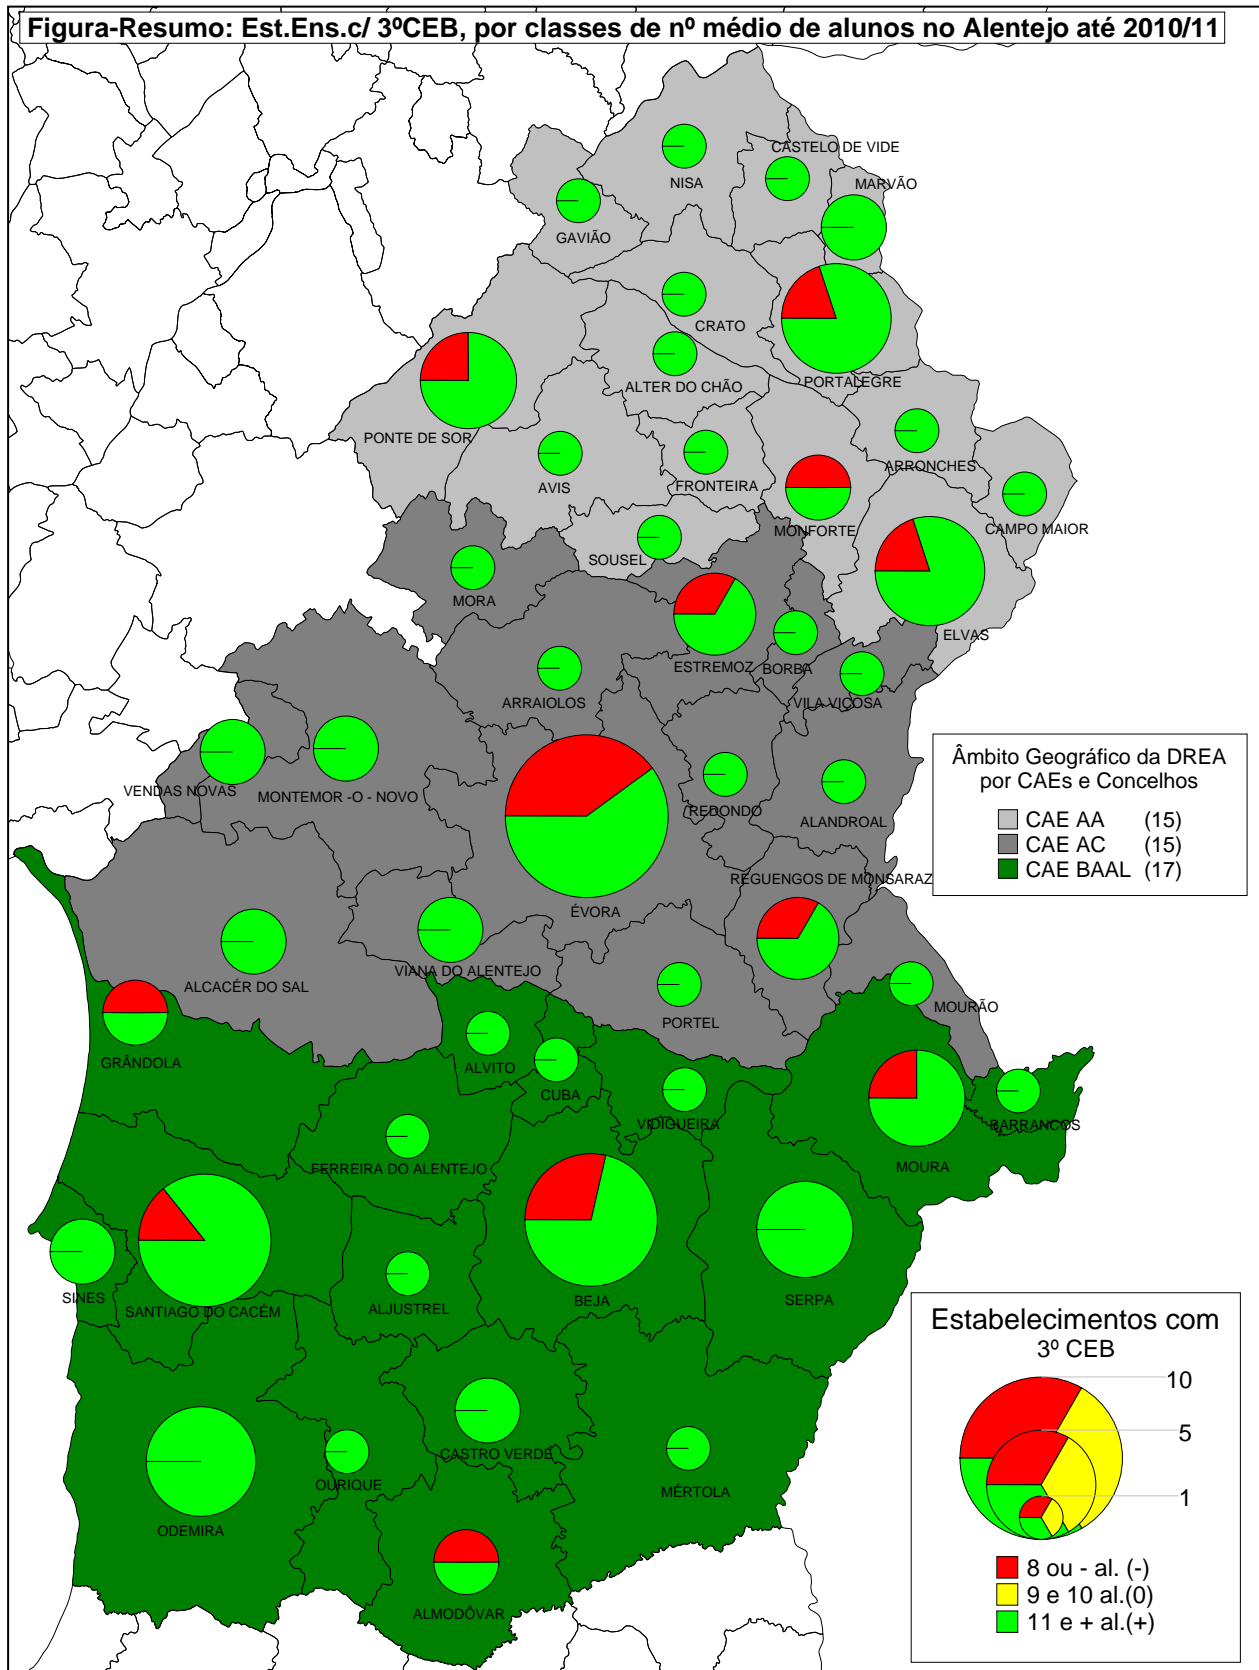 Figura-Resumo: Est.Ens.c/ 3ºCEB, por classes de nº médio de alunos no Alentejo até 2010/11
CASTELO DE VIDE
NISA
MARVÃO
GAVIÃO
CRATO
PORTALEGRE
ALTER DO CHÃO
PONTE DE SOR
ARRONCHES
AVIS
FRONTEIRA
CAMPO MAIOR
MONFORTE
SOUSEL
MORA
ELVAS
ESTREMOZ
BORBA
VILA VIÇOSA
ARRAIOLOS
VENDAS NOVAS
MONTEMOR -O - NOVO
REDONDO
ALANDROAL
Âmbito Geográfico da DREA
por CAEs e Concelhos
CAE AA (15)
CAE AC (15)
CAE BAAL (17)
REGUENGOS DE MONSARAZ
ÉVORA
VIANA DO ALENTEJO
ALCACÉR DO SAL
MOURÃO
PORTEL
GRÂNDOLA
ALVITO
CUBA
VIDIGUEIRA
BARRANCOS
FERREIRA DO ALENTEJO
MOURA
SINES
SANTIAGO DO CACÉM
ALJUSTREL
BEJA
SERPA
CASTRO VERDE
OURIQUE
MÉRTOLA
ODEMIRA
ALMODÔVAR
Estabelecimentos com
3º CEB
10
5
1
8 ou - al. (-)
9 e 10 al.(0)
11 e + al.(+)